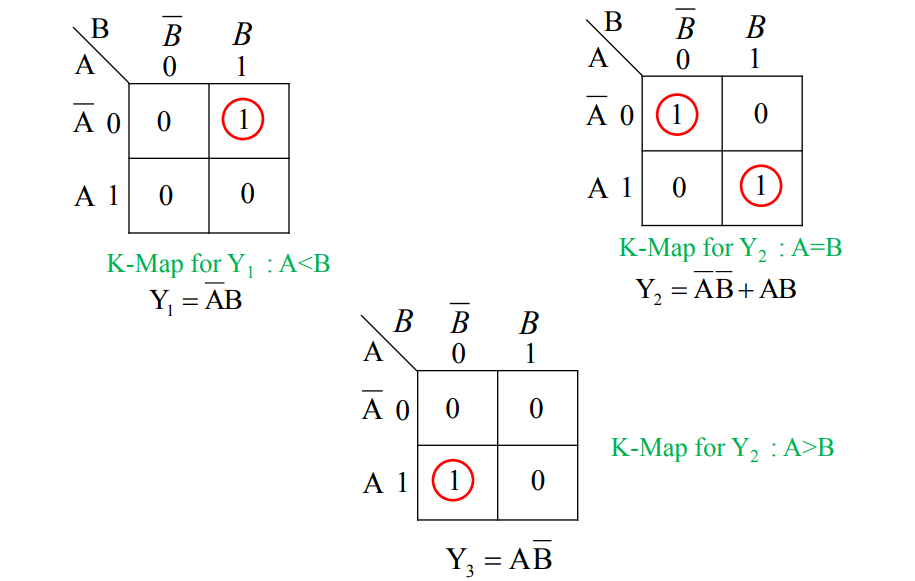 B B̅ B
A 0 1
A̅ 0 0 1
A 1 0 0
K-Map for Y₁ : A<B
Y₁ = A̅B
B B̅ B
A 0 1
A̅ 0 1 0
A 1 0 1
K-Map for Y₂ : A=B
Y₂ = A̅B̅ + AB
B B̅ B
A 0 1
A̅ 0 0 0
A 1 1 0
K-Map for Y₂ : A>B
Y₃ = AB̅